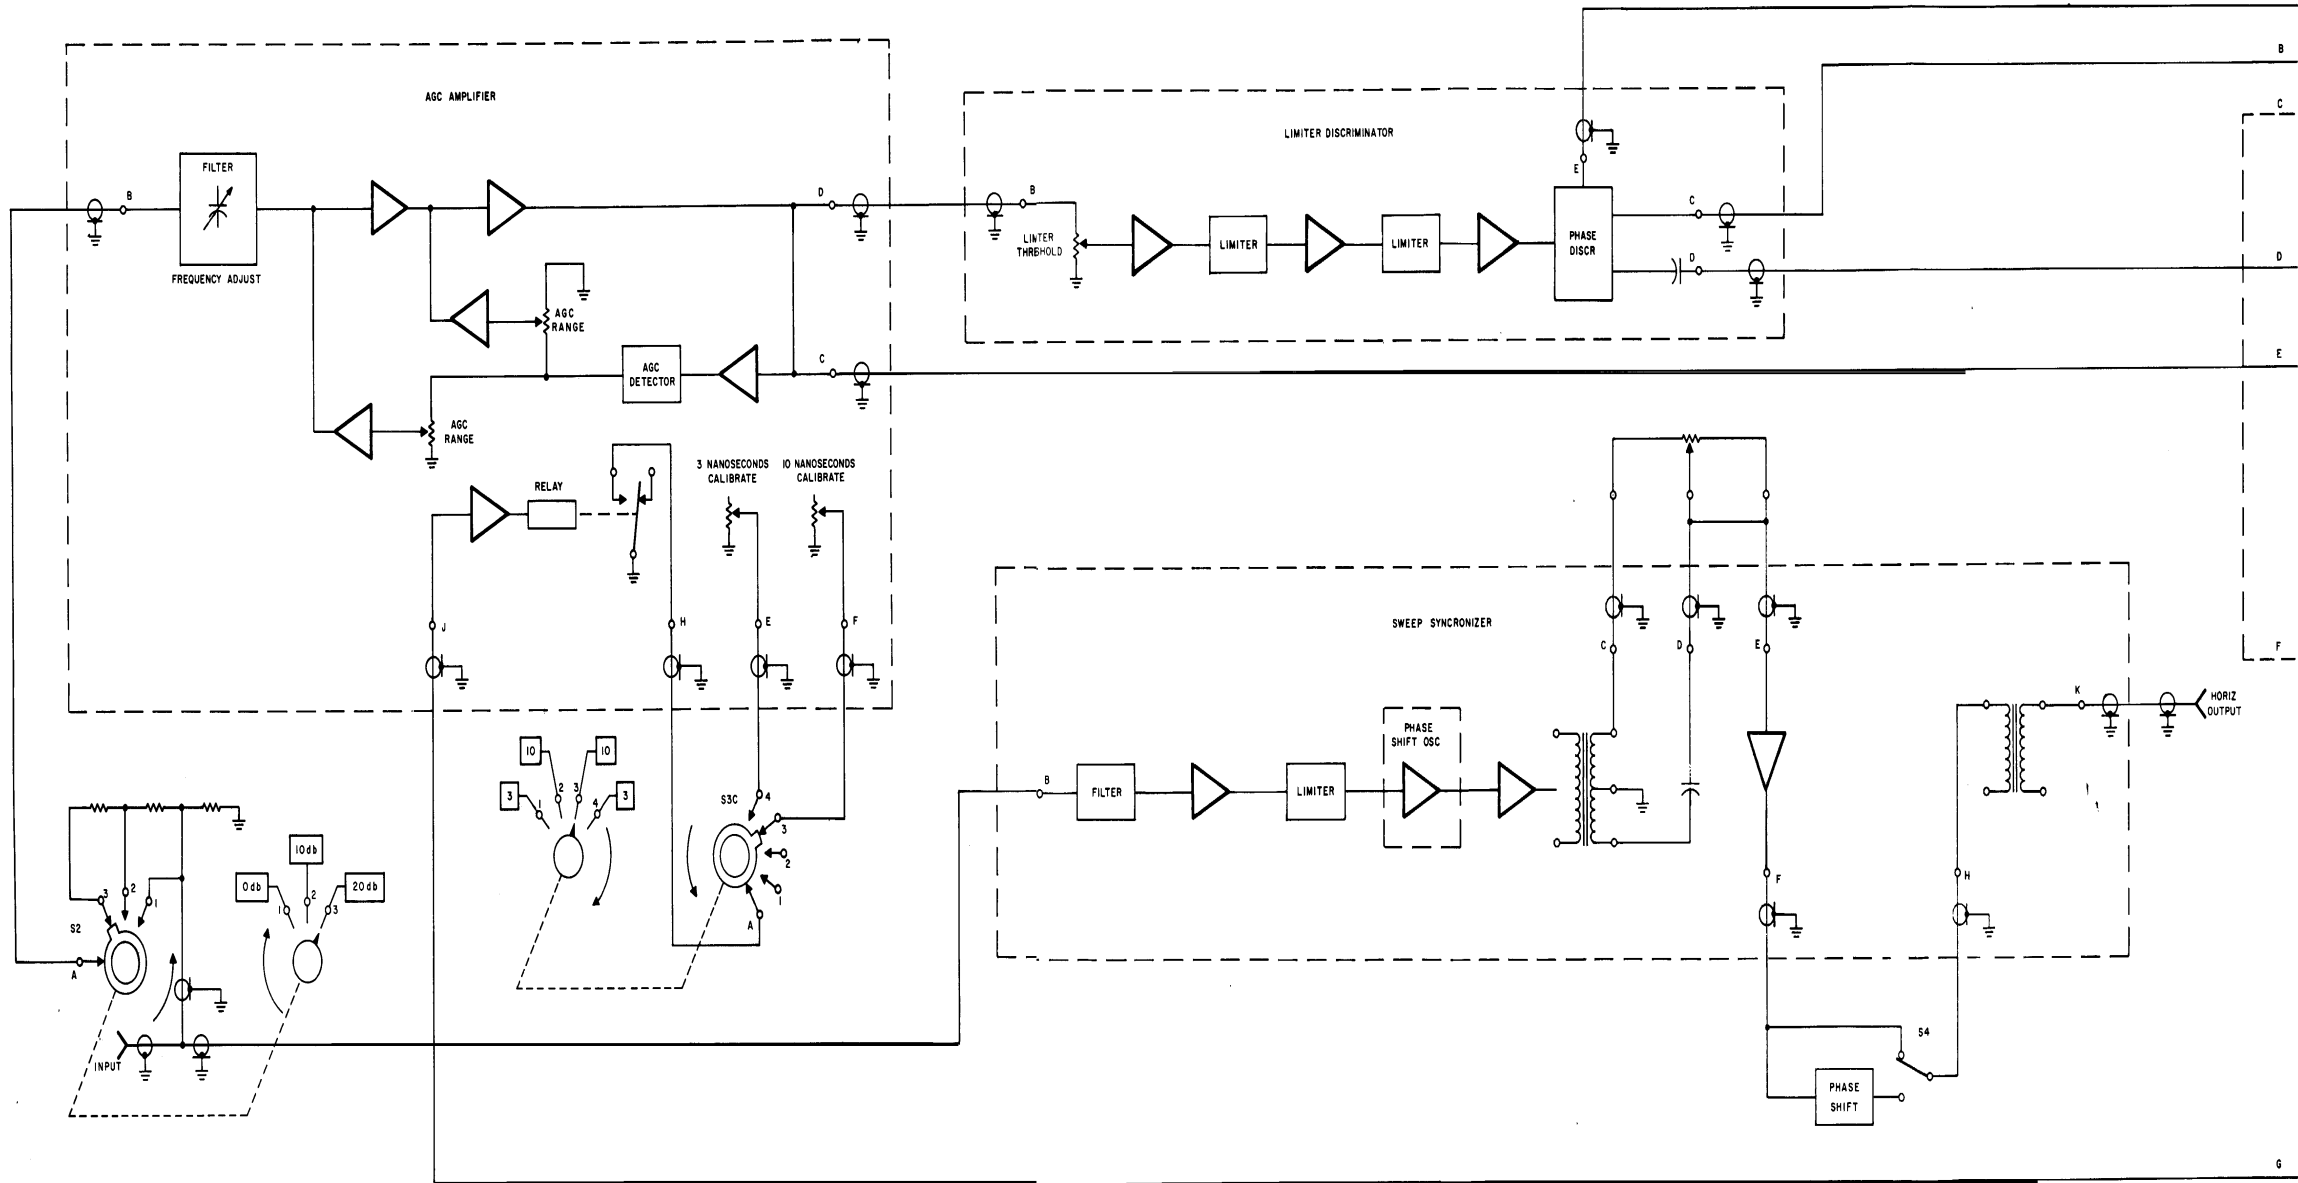 B
C
AGC AMPLIFIER
LIMITER DISCRIMINATOR
FILTER
B
FREQUENCY ADJUST
D
B
LINTER
THRBHOLD
LIMITER
LIMITER
E
PHASE
DISCR
C
D
D
AGC
RANGE
AGC
DETECTOR
C
E
AGC
RANGE
3 NANOSECONDS
CALIBRATE
10 NANOSECONDS
CALIBRATE
RELAY
J
H
E
F
SWEEP SYNCRONIZER
C
D
E
F
HORIZ
OUTPUT
K
10
10
3
3
1
2
3
4
S3C
4
3
2
1
A
B
FILTER
LIMITER
PHASE
SHIFT OSC
F
H
10db
0db
20db
1
2
3
3
2
1
S2
A
INPUT
S4
PHASE
SHIFT
G